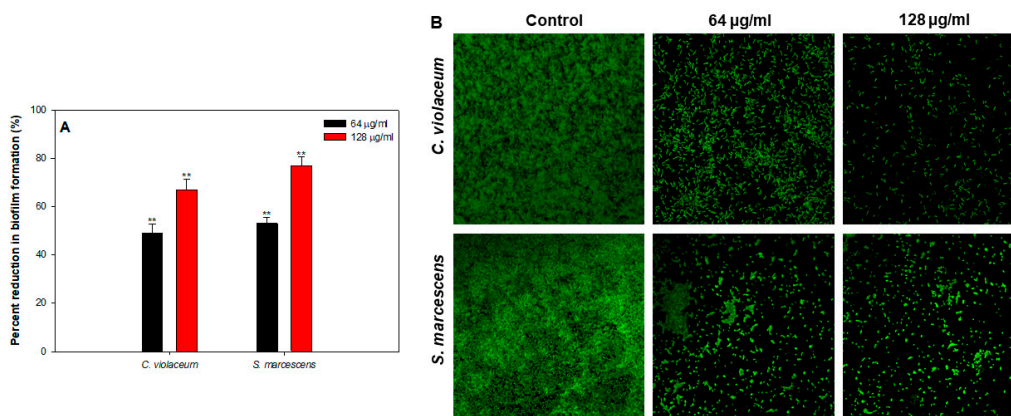 A
Percent reduction in biofilm formation (%)
100
80
60
40
20
0
64 µg/ml
128 µg/ml
**
**
**
**
C. violaceum
S. marcescens
B
Control
64 µg/ml
128 µg/ml
C. violaceum
S. marcescens